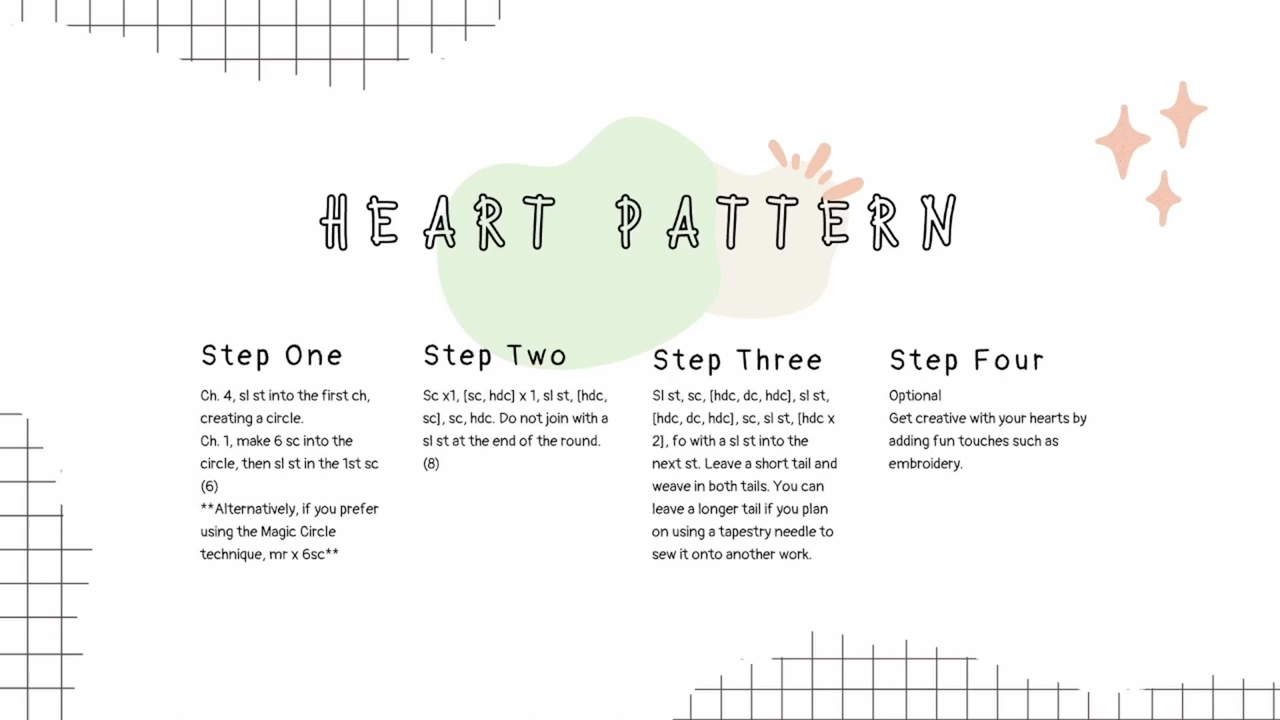 HEART PATTERN
Step One
Ch. 4, sl st into the first ch,
creating a circle.
Ch. 1, make 6 sc into the
circle, then sl st in the 1st sc
(6)
**Alternatively, if you prefer
using the Magic Circle
technique, mr x 6sc**
Step Two
Sc x1, [sc, hdc] x 1, sl st, [hdc,
sc], sc, hdc. Do not join with a
sl st at the end of the round.
(8)
Step Three
Sl st, sc, [hdc, dc, hdc], sl st,
[hdc, dc, hdc], sc, sl st, [hdc x
2], fo with a sl st into the
next st. Leave a short tail and
weave in both tails. You can
leave a longer tail if you plan
on using a tapestry needle to
sew it onto another work.
Step Four
Optional
Get creative with your hearts by
adding fun touches such as
embroidery.